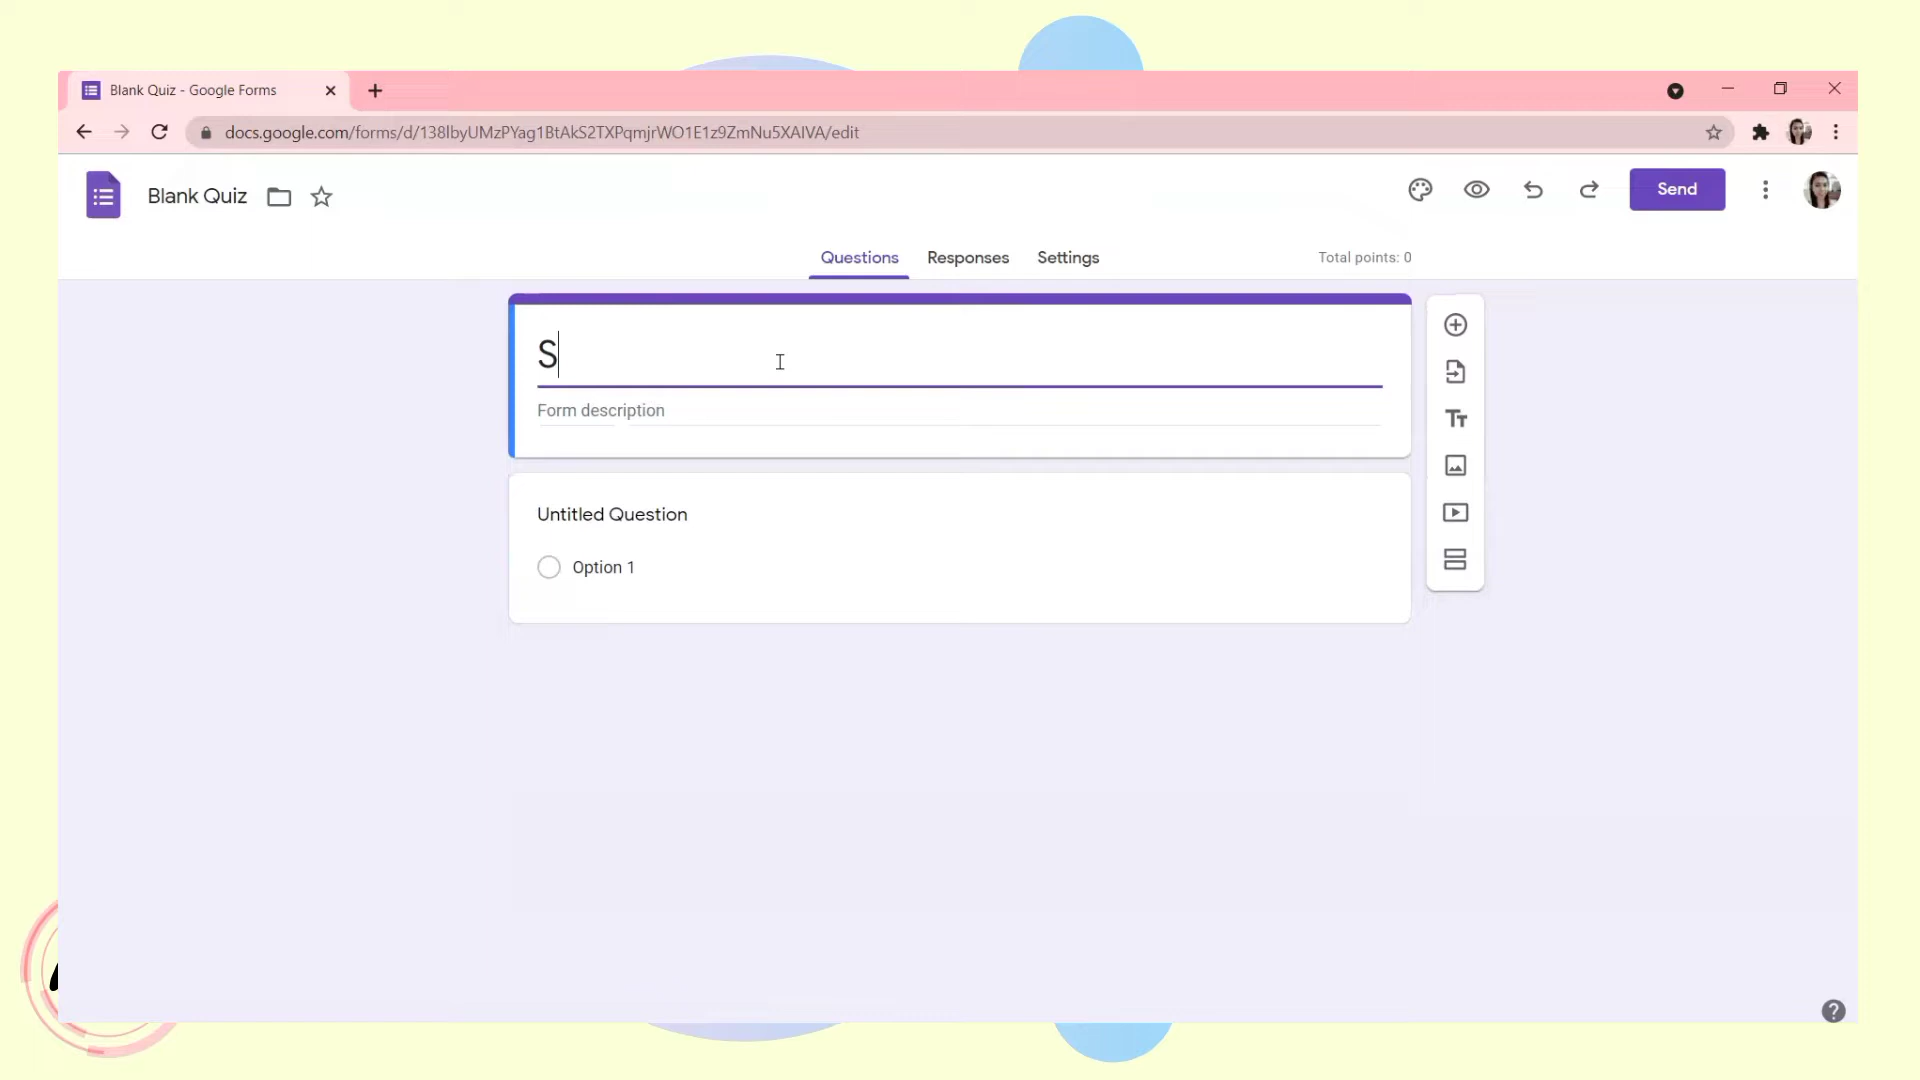 Blank Quiz - Google Forms
docs.google.com/forms/d/138lbyUMzPYag1BtAkS2TXPqmjrWO1E1z9ZmNu5XAIVA/edit
Blank Quiz
Send
Questions
Responses
Settings
Total points: 0
S
Form description
Untitled Question
Option 1